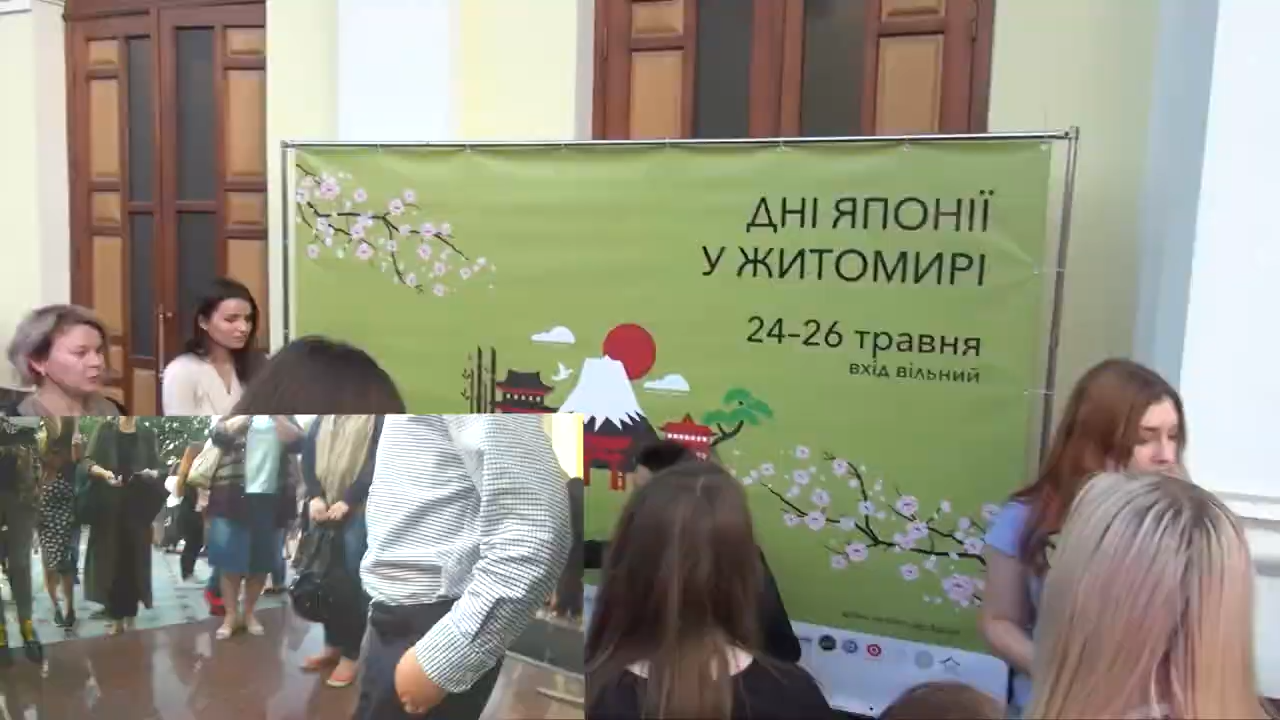 ДНІ ЯПОНІЇ
У ЖИТОМИРІ
24-26 травня
вхід вільний